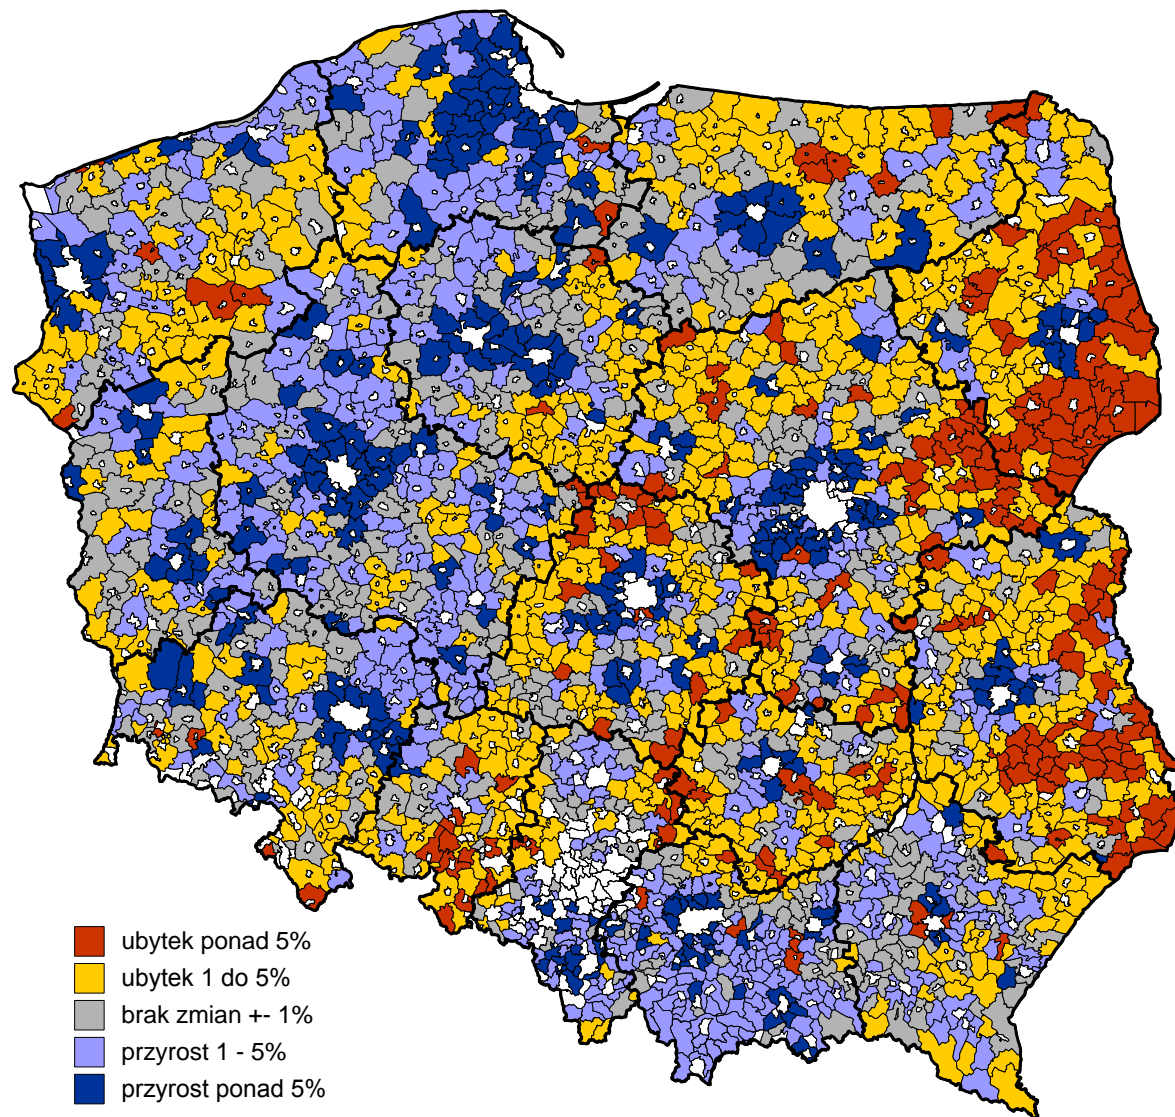 ubytek ponad 5%
ubytek 1 do 5%
brak zmian +- 1%
przyrost 1 - 5%
przyrost ponad 5%